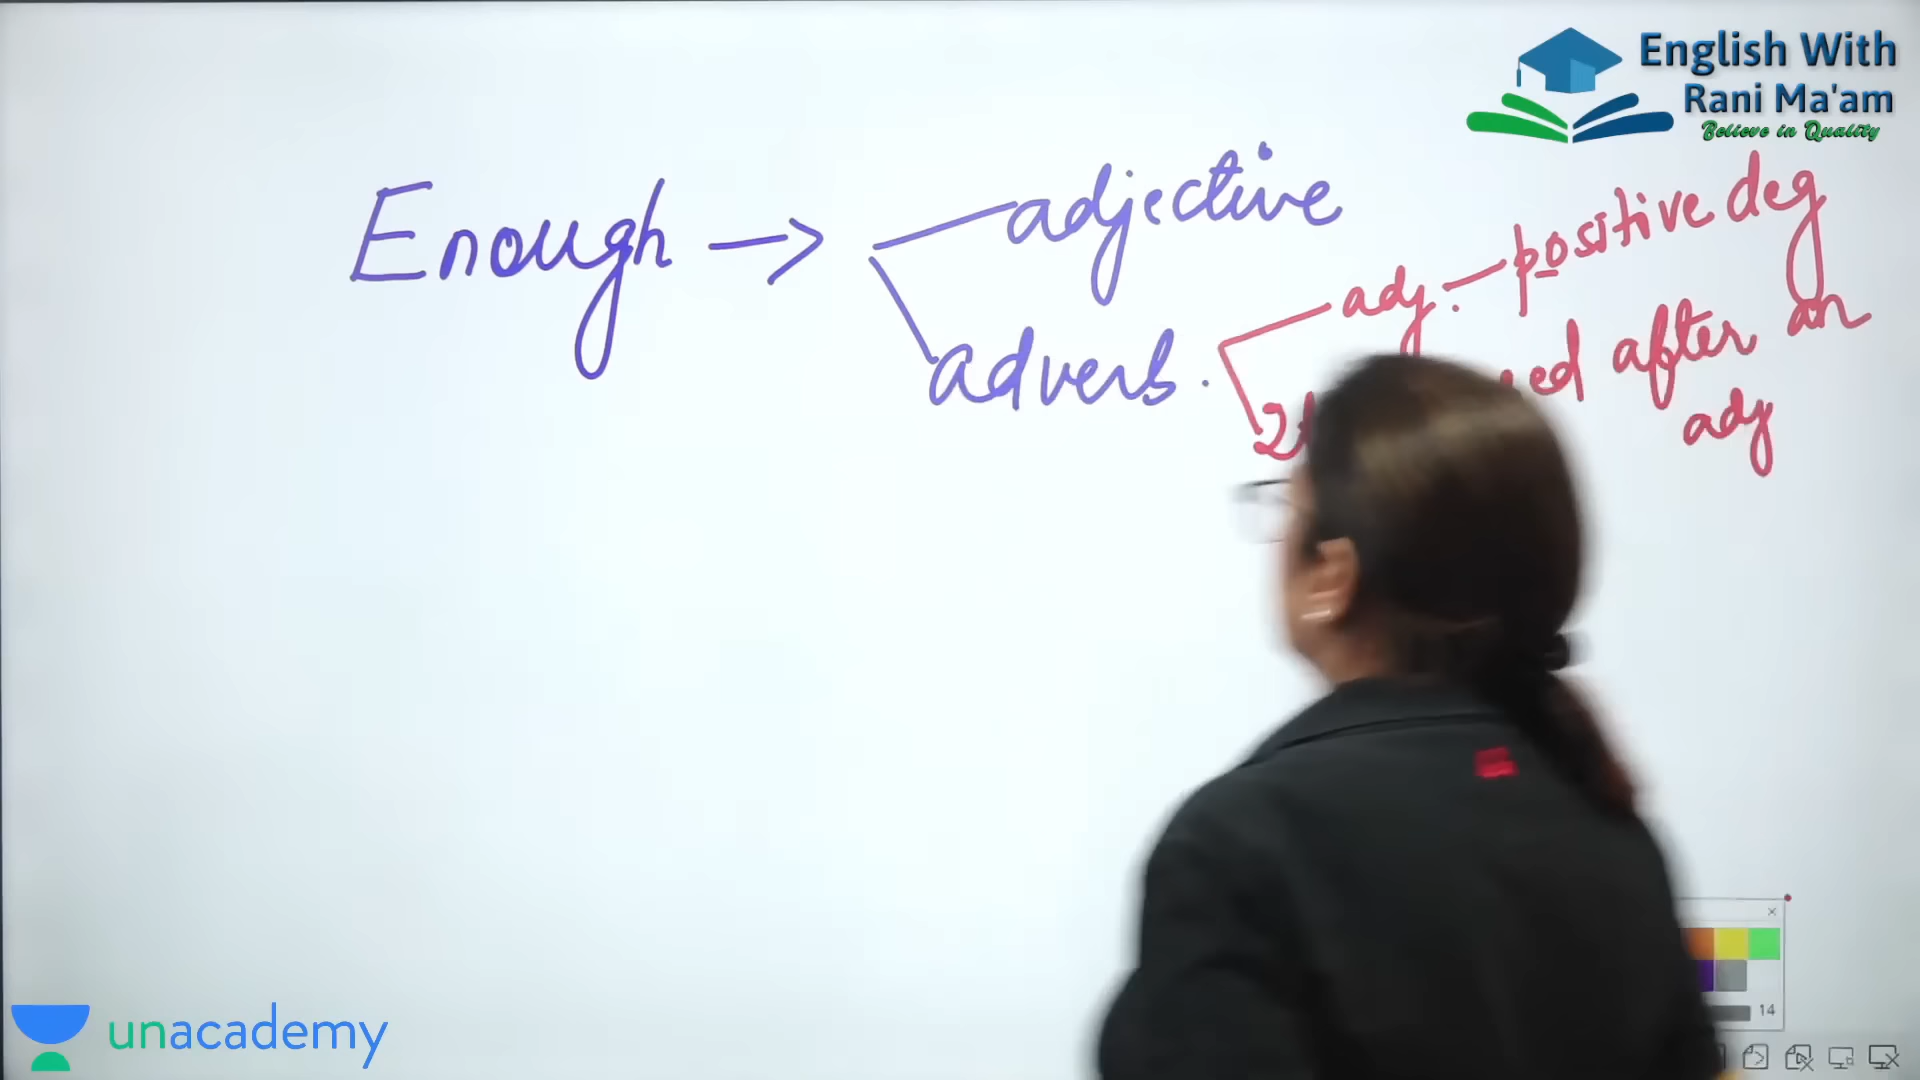 English With
Rani Ma'am
Believe in Quality
Enough → adjective
adverb.
adj. — positive deg
after an
adj
14
unacademy